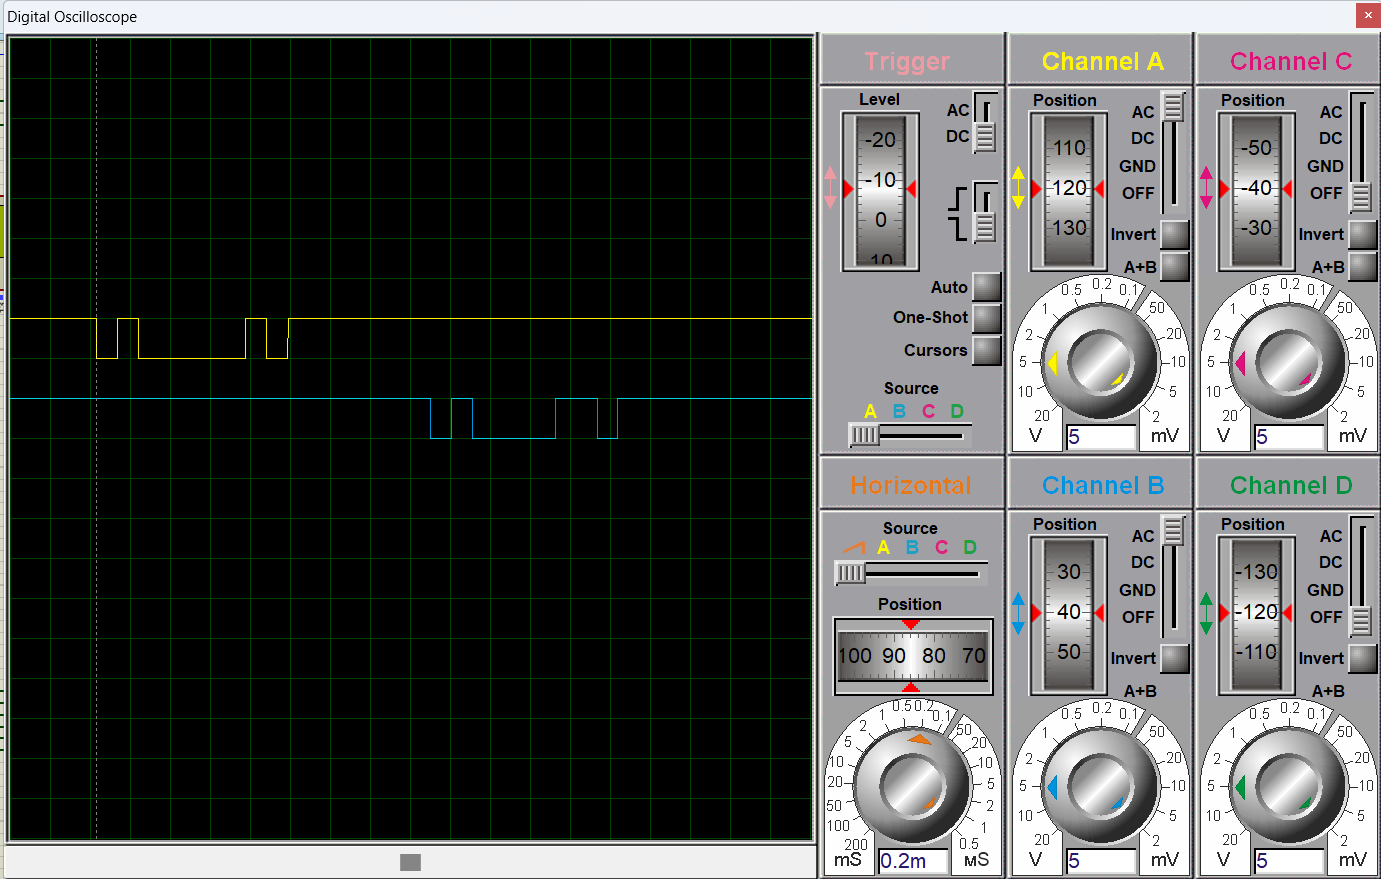 Digital Oscilloscope
Trigger
Level
-20
-10
0
10
AC
DC
Auto
One-Shot
Cursors
Source
A B C D
Channel A
Position
110
120
130
AC
DC
GND
OFF
Invert
A+B
20
10
5
2
1
0.5
0.2
0.1
50
20
10
5
2
V
5
mV
Channel C
Position
-50
-40
-30
AC
DC
GND
OFF
Invert
A+B
20
10
5
2
1
0.5
0.2
0.1
50
20
10
5
2
V
5
mV
Horizontal
Source
A B C D
Position
100 90 80 70
200
100
50
20
10
5
2
1
0.5
0.2
0.1
50
20
10
5
2
1
0.5
mS
0.2m
мS
Channel B
Position
30
40
50
AC
DC
GND
OFF
Invert
A+B
20
10
5
2
1
0.5
0.2
0.1
50
20
10
5
2
V
5
mV
Channel D
Position
-130
-120
-110
AC
DC
GND
OFF
Invert
A+B
20
10
5
2
1
0.5
0.2
0.1
50
20
10
5
2
V
5
mV